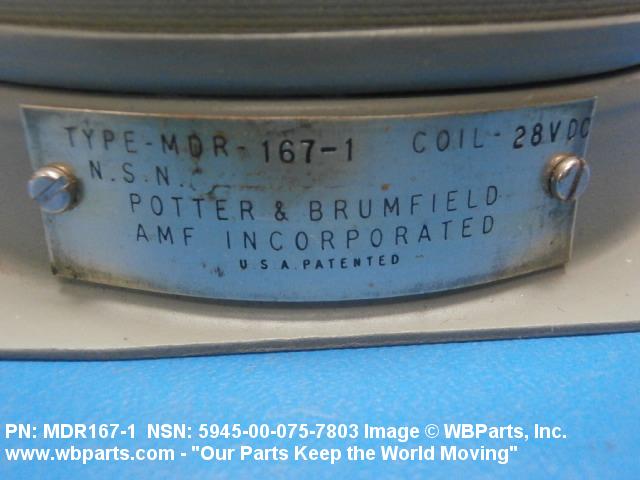 TYPE-MDR-167-1 COIL-28VDC
N.S.N.
POTTER & BRUMFIELD
AMF INCORPORATED
U.S.A. PATENTED
PN: MDR167-1 NSN: 5945-00-075-7803 Image © WBParts, Inc.
www.wbparts.com - "Our Parts Keep the World Moving"